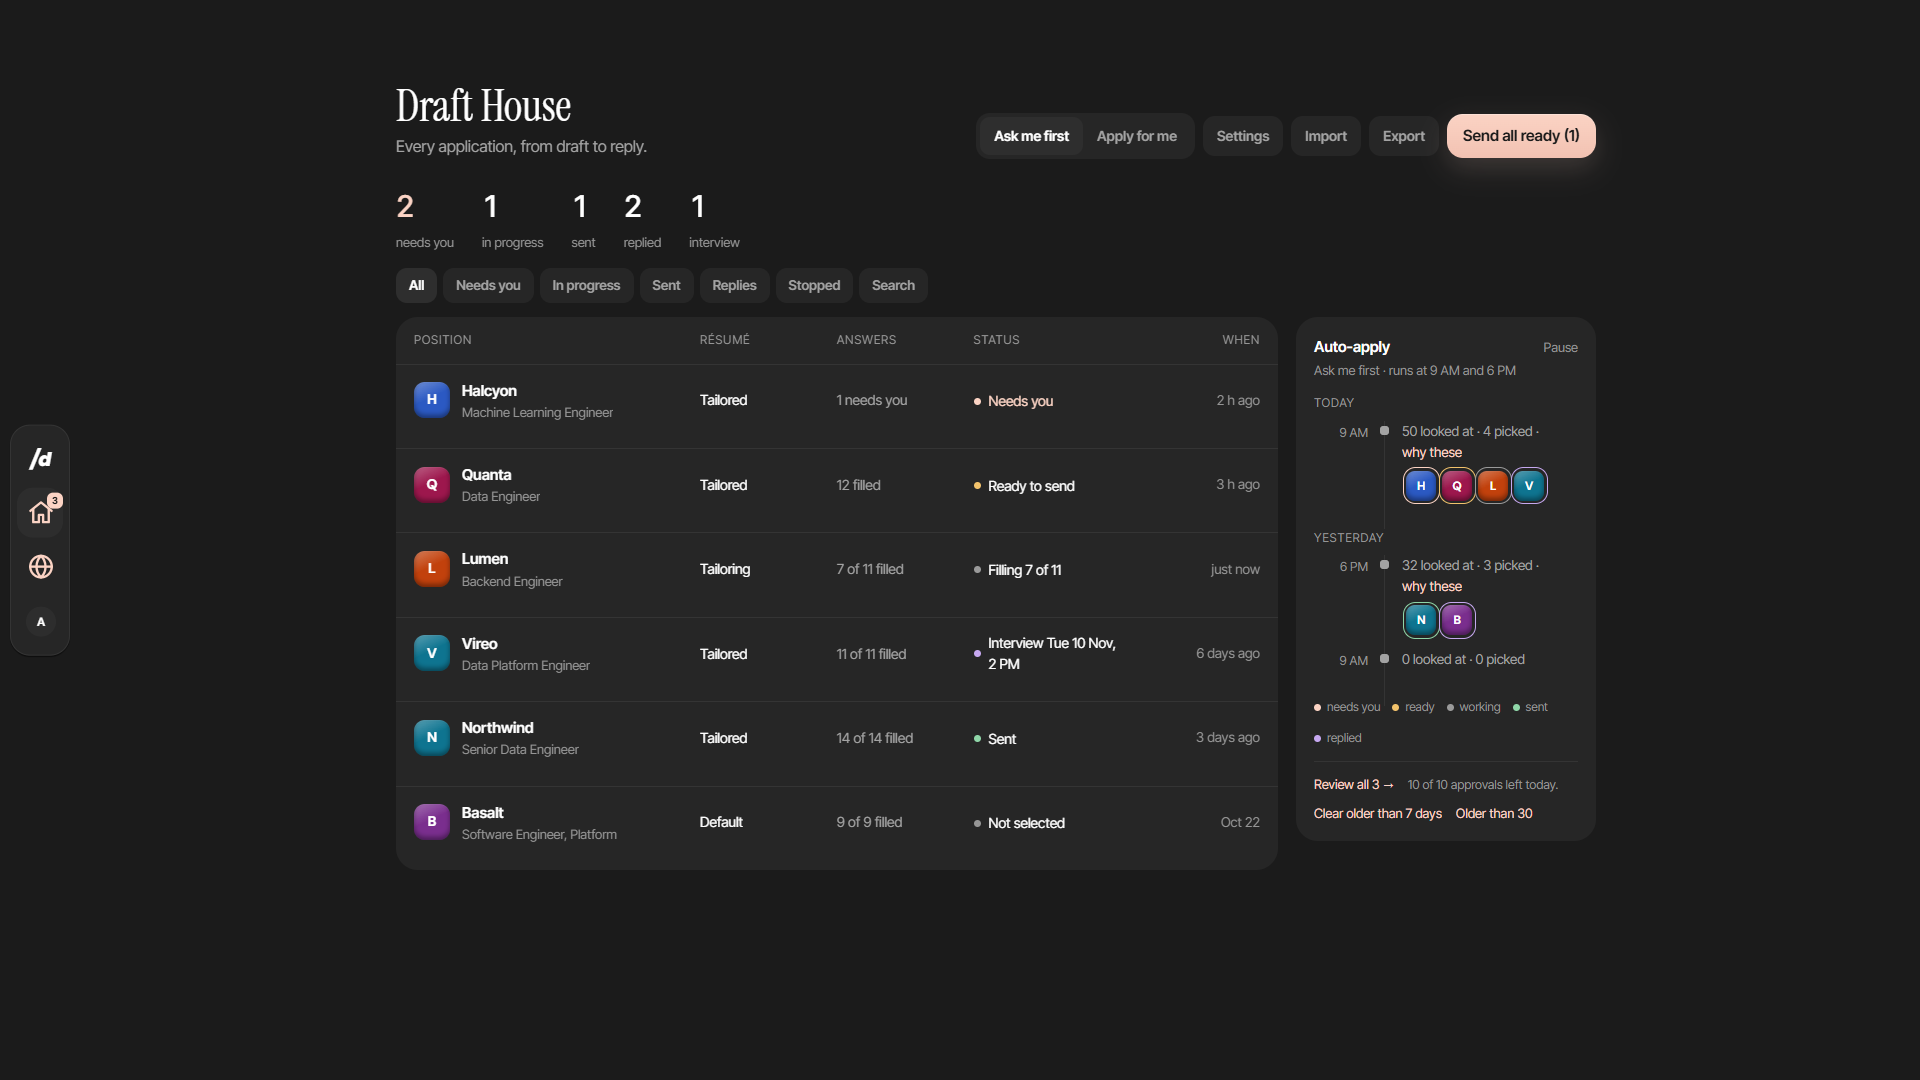 Draft House
Every application, from draft to reply.
Ask me first
Apply for me
Settings
Import
Export
Send all ready (1)
2
needs you
1
in progress
1
sent
2
replied
1
interview
All
Needs you
In progress
Sent
Replies
Stopped
Search
POSITION RÉSUMÉ ANSWERS STATUS WHEN
H
Halcyon
Machine Learning Engineer
Tailored
1 needs you
Needs you
2 h ago
Q
Quanta
Data Engineer
Tailored
12 filled
Ready to send
3 h ago
L
Lumen
Backend Engineer
Tailoring
7 of 11 filled
Filling 7 of 11
just now
V
Vireo
Data Platform Engineer
Tailored
11 of 11 filled
Interview Tue 10 Nov,
2 PM
6 days ago
N
Northwind
Senior Data Engineer
Tailored
14 of 14 filled
Sent
3 days ago
B
Basalt
Software Engineer, Platform
Default
9 of 9 filled
Not selected
Oct 22
Auto-apply
Pause
Ask me first · runs at 9 AM and 6 PM
TODAY
9 AM
50 looked at · 4 picked ·
why these
H Q L V
YESTERDAY
6 PM
32 looked at · 3 picked ·
why these
N B
9 AM
0 looked at · 0 picked
needs you ready working sent
replied
Review all 3 → 10 of 10 approvals left today.
Clear older than 7 days Older than 30
/d
3
A